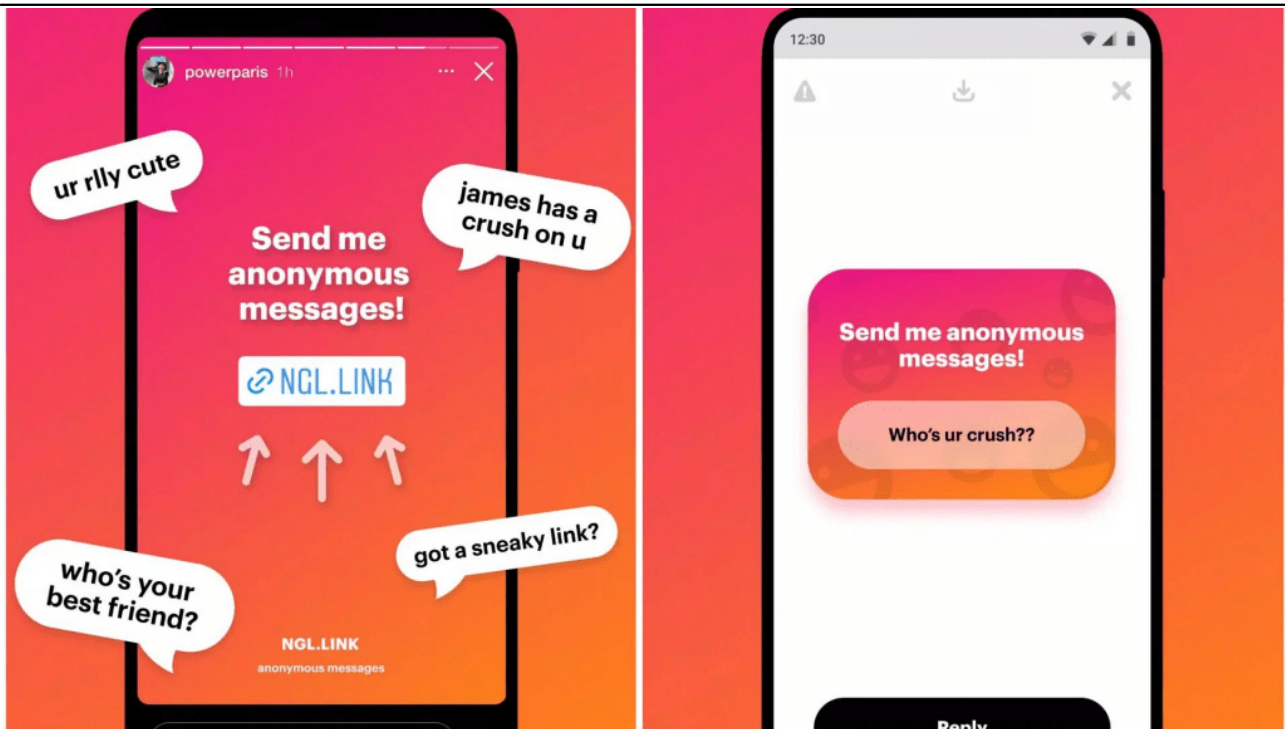 powerparis 1h
ur rlly cute
james has a
crush on u
Send me
anonymous
messages!
NGL.LINK
got a sneaky link?
who's your
best friend?
NGL.LINK
anonymous messages
12:30
Send me anonymous
messages!
Who's ur crush??
Reply